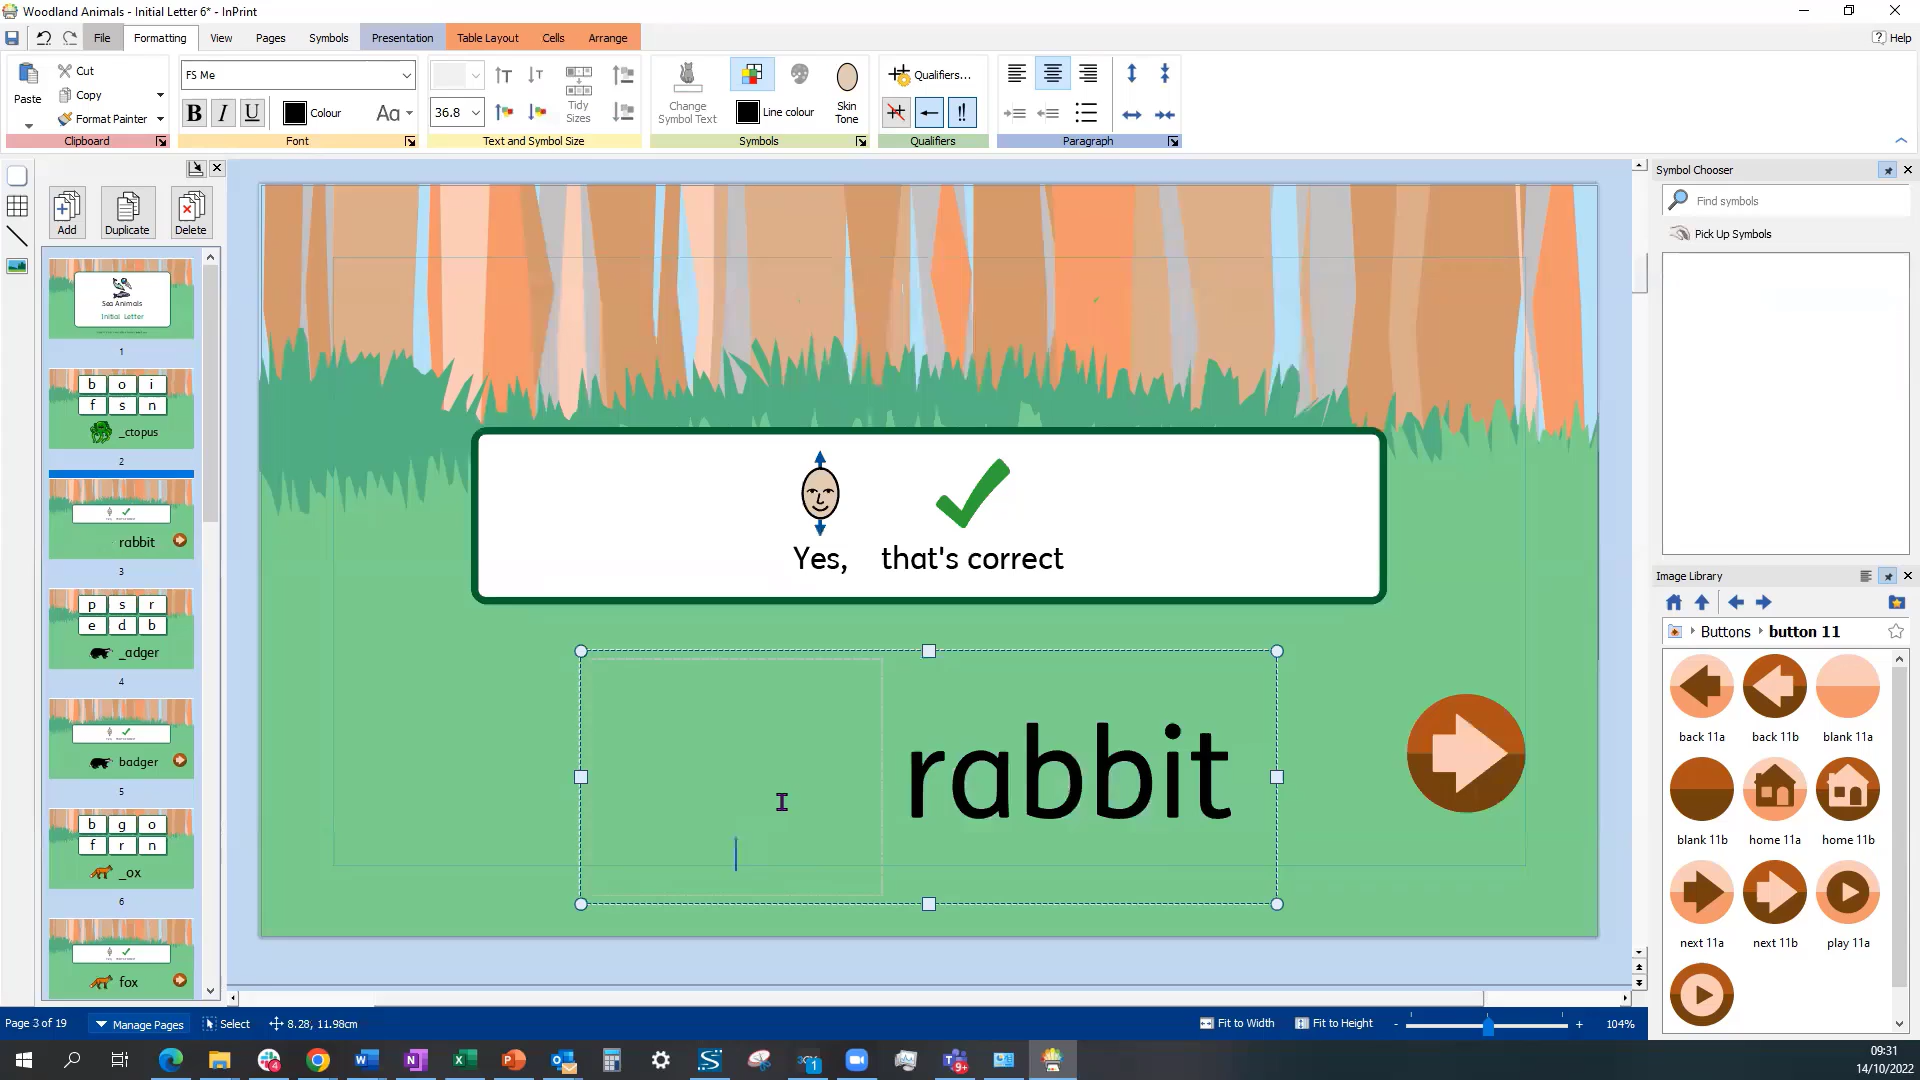 Woodland Animals - Initial Letter 6* - InPrint
File Formatting View Pages Symbols Presentation Table Layout Cells Arrange Help
Paste
Cut
Copy
Format Painter
Clipboard
FS Me
B I U Colour Aa
Font
36.8
Tidy Sizes
Text and Symbol Size
Change Symbol Text
Line colour
Skin Tone
Symbols
Qualifiers...
Qualifiers
Paragraph
Add Duplicate Delete
Sea Animals
Initial Letter
1
b o i
f s n
_ctopus
2
rabbit
3
p s r
e d b
_adger
4
badger
5
b g o
f r n
_ox
6
fox
Yes, that's correct
rabbit
Symbol Chooser
Find symbols
Pick Up Symbols
Image Library
Buttons button 11
back 11a back 11b blank 11a
blank 11b home 11a home 11b
next 11a next 11b play 11a
Page 3 of 19 Manage Pages Select 8.28, 11.98cm Fit to Width Fit to Height - + 104%
09:31
14/10/2022